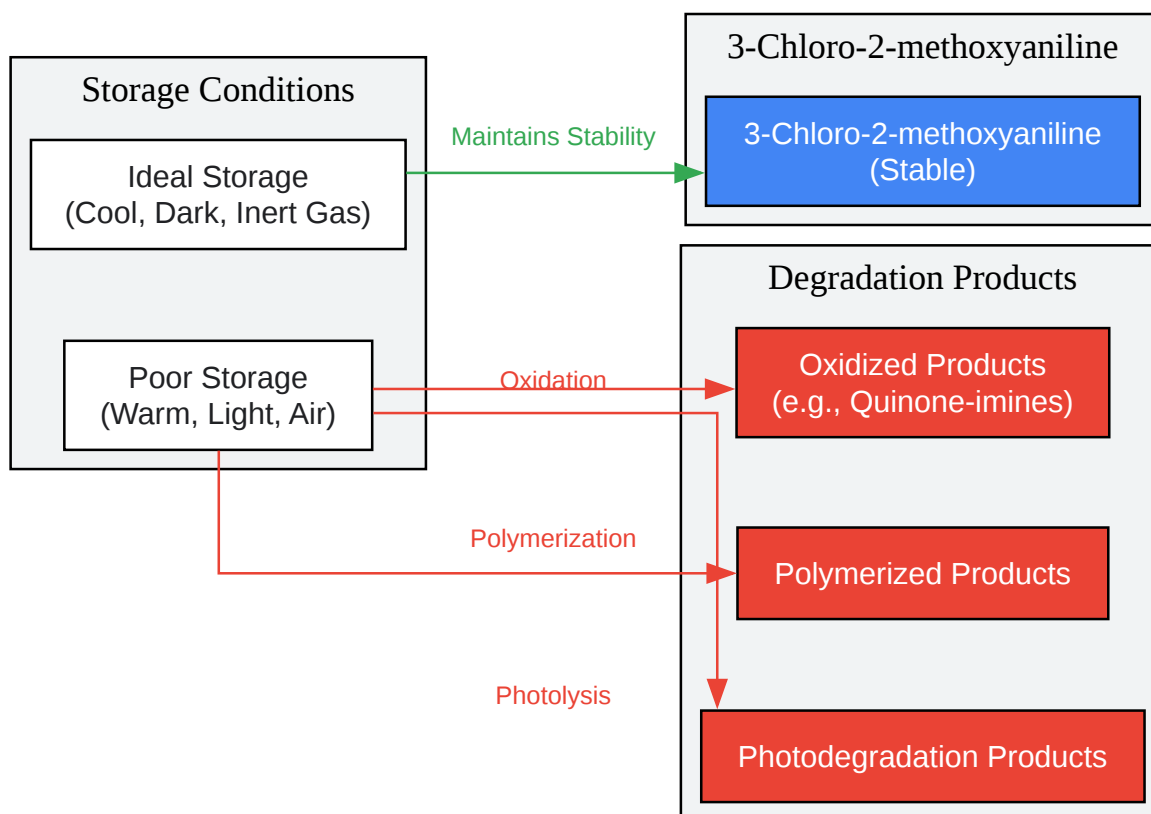 Storage Conditions
Ideal Storage
(Cool, Dark, Inert Gas)
Poor Storage
(Warm, Light, Air)
Maintains Stability
Oxidation
Polymerization
Photolysis
3-Chloro-2-methoxyaniline
3-Chloro-2-methoxyaniline
(Stable)
Degradation Products
Oxidized Products
(e.g., Quinone-imines)
Polymerized Products
Photodegradation Products